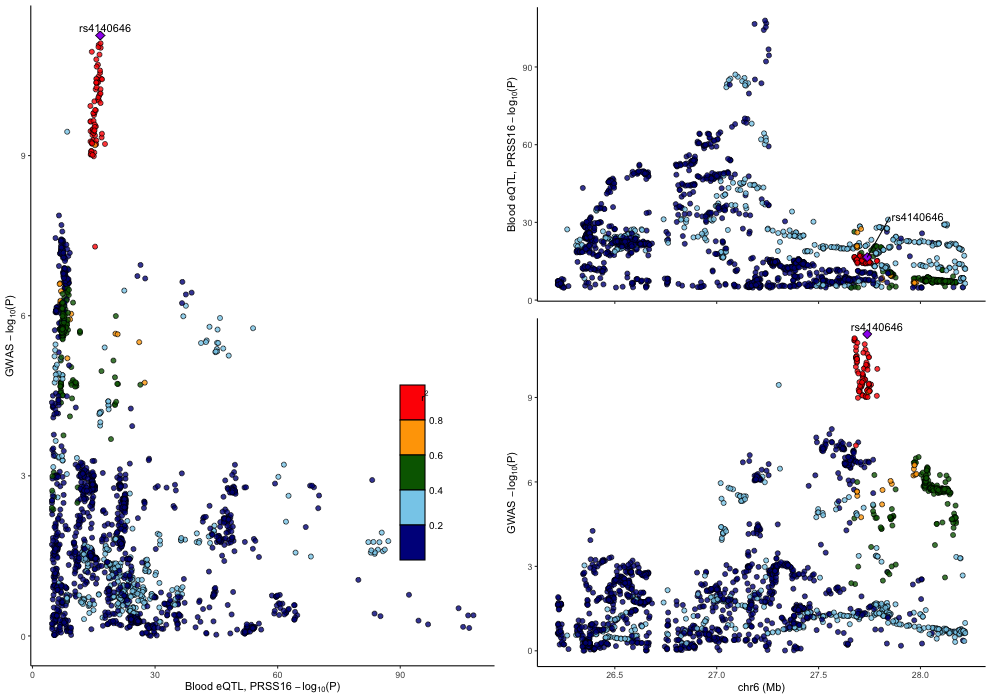 rs4140646
9
6
3
0
GWAS −log10(P)
0
30
60
90
Blood eQTL, PRSS16 −log10(P)
r²
0.8
0.6
0.4
0.2
90
60
30
0
Blood eQTL, PRSS16 −log10(P)
rs4140646
rs4140646
9
6
3
0
GWAS −log10(P)
26.5
27.0
27.5
28.0
chr6 (Mb)